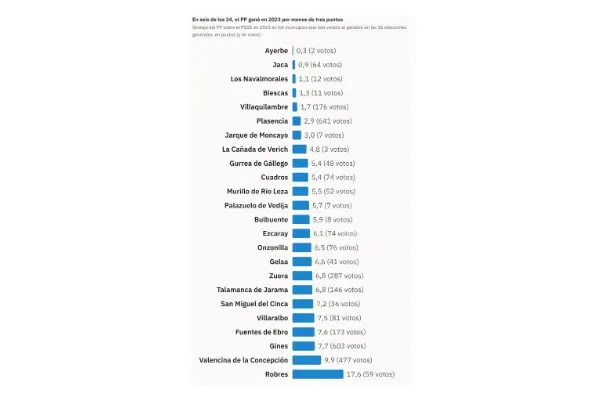 En seis de los 24, el PP ganó en 2023 por menos de tres puntos
Ventaja del PP sobre el PSOE en 2023 en los municipios que han votado al ganador en las 16 elecciones
generales, en puntos (y en votos)
Ayerbe 0,3 (2 votos)
Jaca 0,9 (64 votos)
Los Navalmorales 1,1 (12 votos)
Biescas 1,3 (11 votos)
Villaquilambre 1,7 (176 votos)
Plasencia 2,9 (641 votos)
Jarque de Moncayo 3,0 (7 votos)
La Cañada de Verich 4,8 (3 votos)
Gurrea de Gállego 5,4 (48 votos)
Cuadros 5,4 (74 votos)
Murillo de Río Leza 5,5 (52 votos)
Palazuelo de Vedija 5,7 (7 votos)
Bulbuente 5,9 (8 votos)
Ezcaray 6,1 (74 votos)
Onzonilla 6,5 (76 votos)
Gelsa 6,6 (41 votos)
Zuera 6,8 (287 votos)
Talamanca de Jarama 6,8 (146 votos)
San Miguel del Cinca 7,2 (36 votos)
Villaralbo 7,5 (81 votos)
Fuentes de Ebro 7,6 (173 votos)
Gines 7,7 (603 votos)
Valencina de la Concepción 9,9 (477 votos)
Robres 17,6 (59 votos)